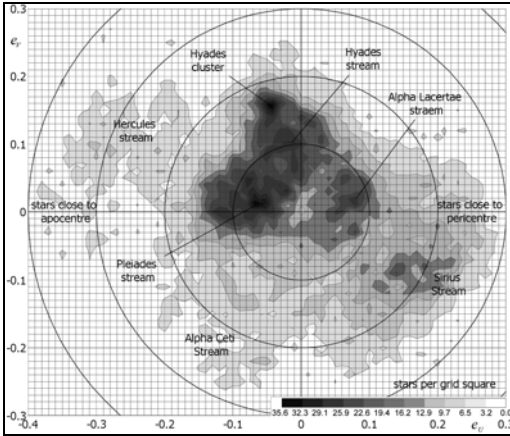 0.3
e_V
0.2
0.1
0
-0.1
-0.2
-0.3
Hyades
cluster
Hyades
stream
Alpha Lacertae
straem
Hercules
stream
stars close to
apocentre
stars close to
pericentre
Pleiades
stream
Sirius
Stream
Alpha Ceti
Stream
stars per grid square
35.6 32.3 29.1 25.9 22.6 19.4 16.2 12.9 9.7 6.5 3.2 0.0
-0.4 -0.3 -0.2 -0.1 0 0.1 0.2 0.3
e_U